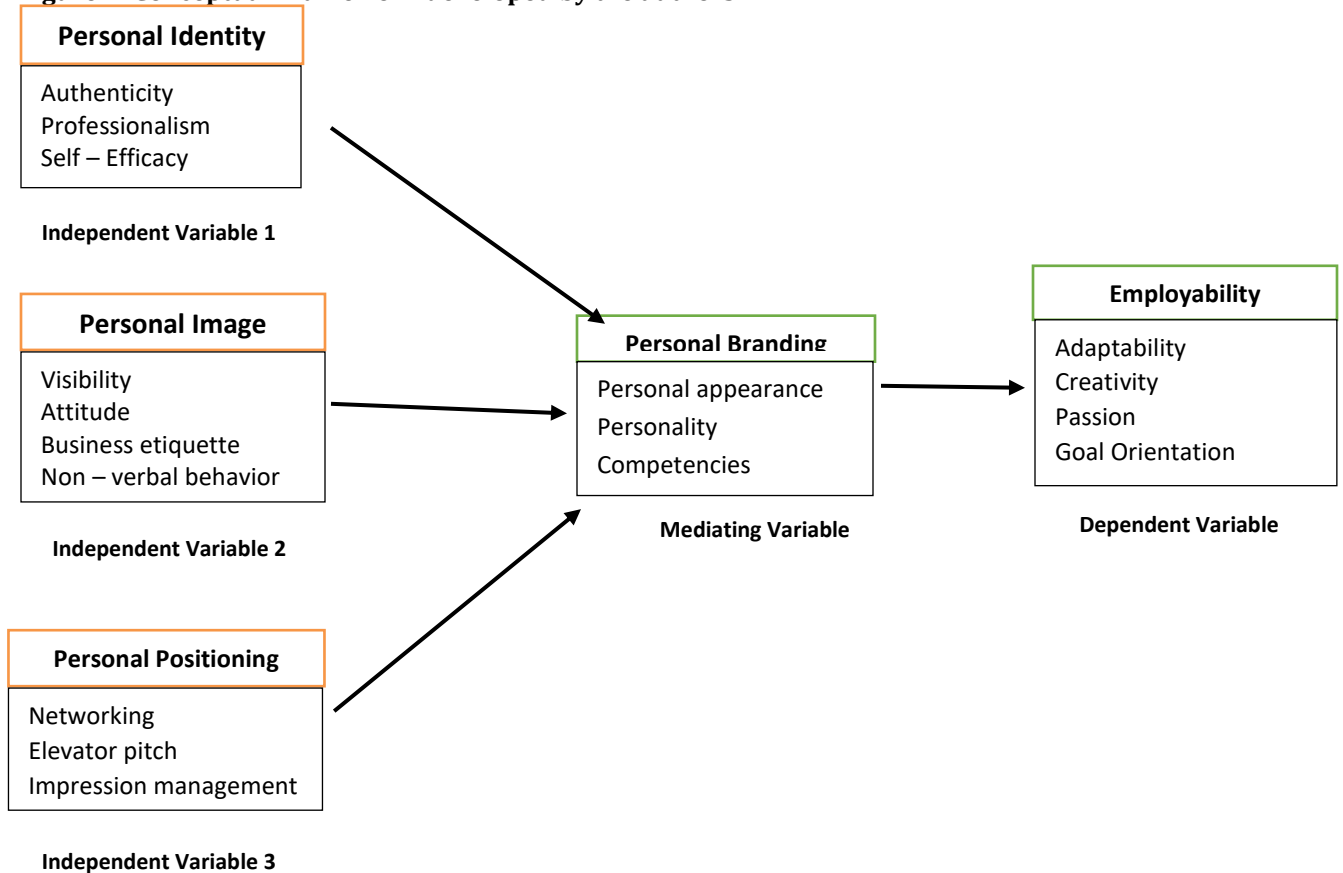 Personal Identity
Authenticity
Professionalism
Self – Efficacy
Independent Variable 1
Personal Image
Visibility
Attitude
Business etiquette
Non – verbal behavior
Independent Variable 2
Personal Positioning
Networking
Elevator pitch
Impression management
Independent Variable 3
Personal Branding
Personal appearance
Personality
Competencies
Mediating Variable
Employability
Adaptability
Creativity
Passion
Goal Orientation
Dependent Variable